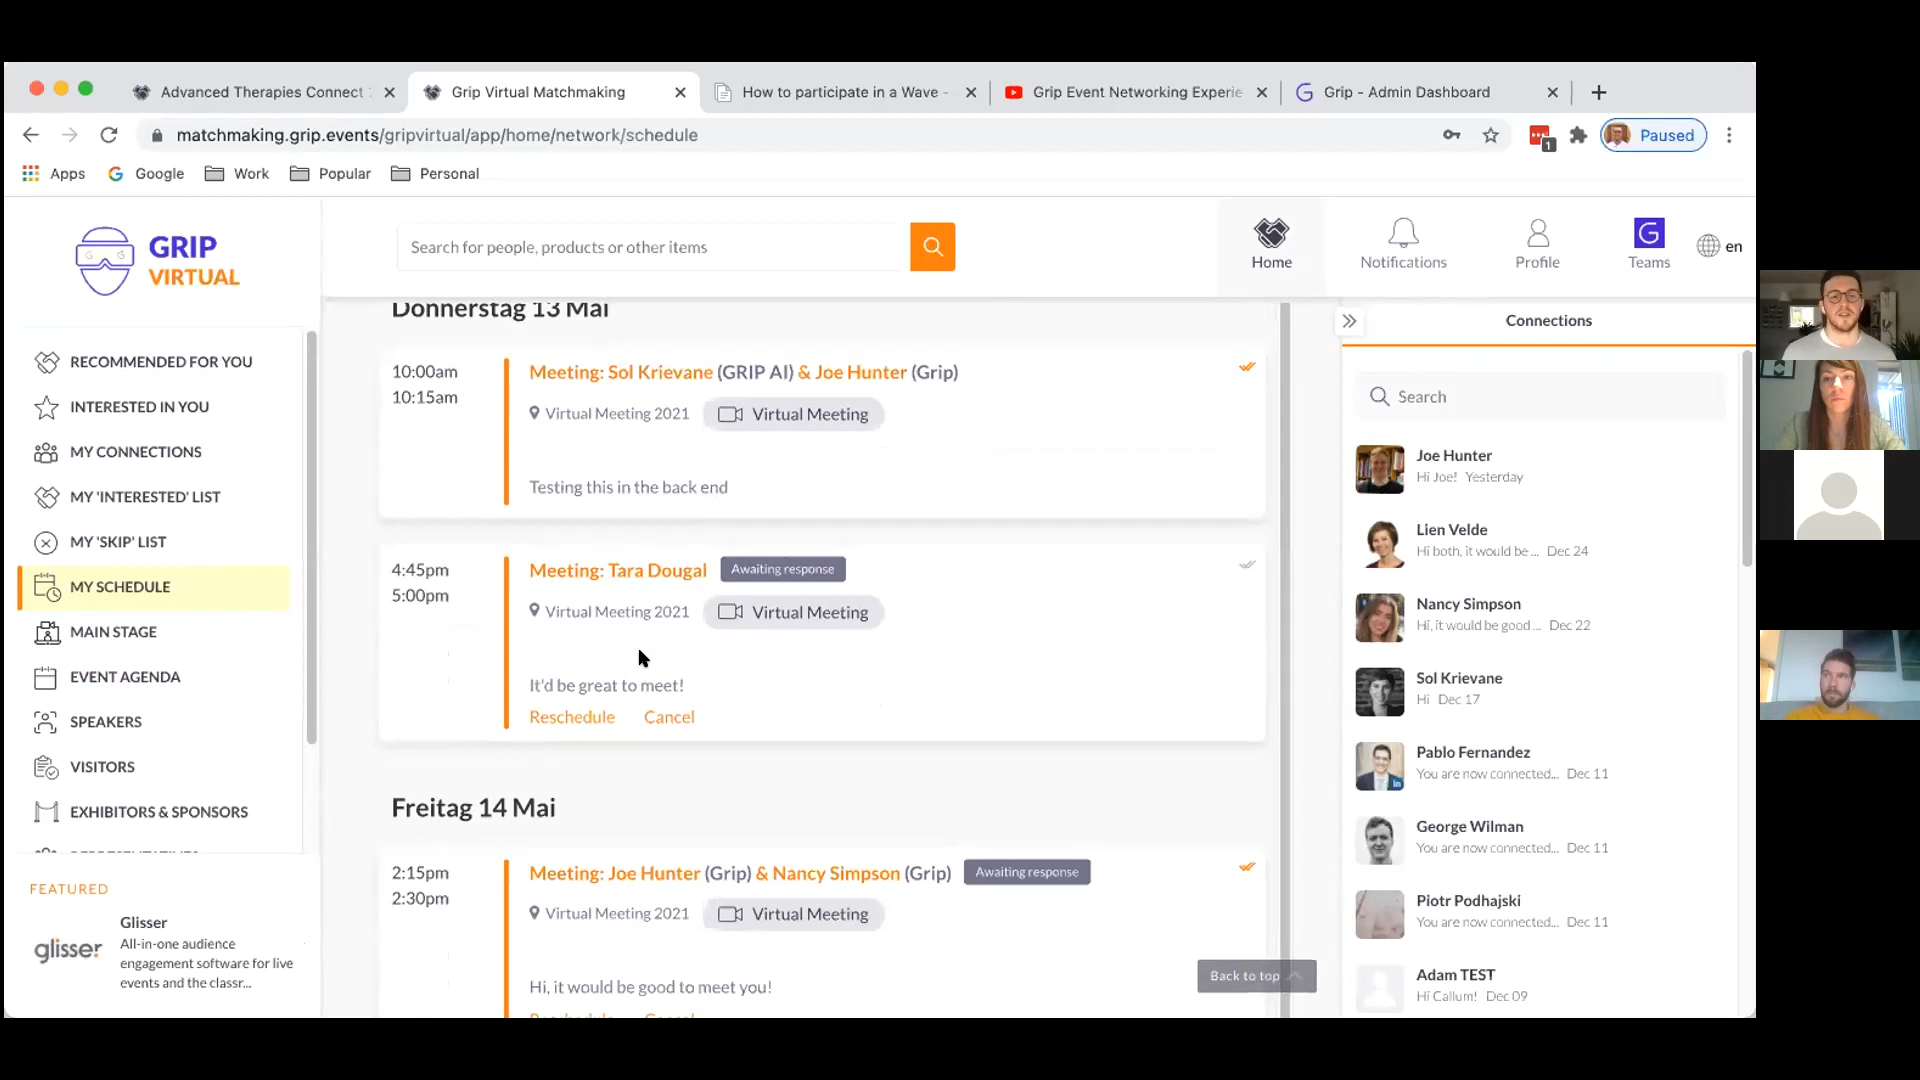 Advanced Therapies Connect
Grip Virtual Matchmaking
How to participate in a Wave -
Grip Event Networking Experie
Grip - Admin Dashboard
matchmaking.grip.events/gripvirtual/app/home/network/schedule
1
Paused
Apps
Google
Work
Popular
Personal
GRIP
VIRTUAL
Search for people, products or other items
Home
Notifications
Profile
Teams
en
RECOMMENDED FOR YOU
INTERESTED IN YOU
MY CONNECTIONS
MY 'INTERESTED' LIST
MY 'SKIP' LIST
MY SCHEDULE
MAIN STAGE
EVENT AGENDA
SPEAKERS
VISITORS
EXHIBITORS & SPONSORS
FEATURED
glisser
Glisser
All-in-one audience
engagement software for live
events and the classr...
Donnerstag 13 Mai
10:00am
10:15am
Meeting: Sol Krievane (GRIP AI) & Joe Hunter (Grip)
Virtual Meeting 2021
Virtual Meeting
Testing this in the back end
4:45pm
5:00pm
Meeting: Tara Dougal
Awaiting response
Virtual Meeting 2021
Virtual Meeting
It'd be great to meet!
Reschedule
Cancel
Freitag 14 Mai
2:15pm
2:30pm
Meeting: Joe Hunter (Grip) & Nancy Simpson (Grip)
Awaiting response
Virtual Meeting 2021
Virtual Meeting
Hi, it would be good to meet you!
Back to top
Connections
Search
Joe Hunter
Hi Joe! Yesterday
Lien Velde
Hi both, it would be ... Dec 24
Nancy Simpson
Hi, it would be good ... Dec 22
Sol Krievane
Hi Dec 17
Pablo Fernandez
You are now connected... Dec 11
George Wilman
You are now connected... Dec 11
Piotr Podhajski
You are now connected... Dec 11
Adam TEST
Hi Callum! Dec 09